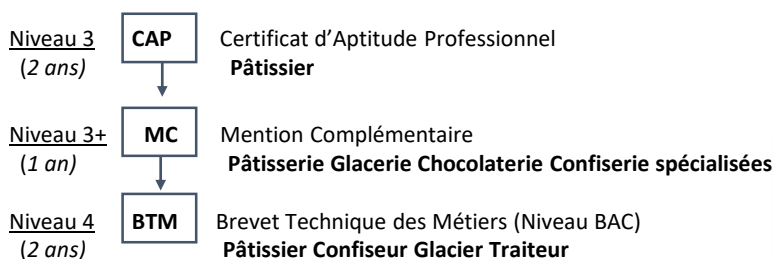 Niveau 3 CAP Certificat d’Aptitude Professionnel
(2 ans) Pâtissier
Niveau 3+ MC Mention Complémentaire
(1 an) Pâtisserie Glacerie Chocolaterie Confiserie spécialisées
Niveau 4 BTM Brevet Technique des Métiers (Niveau BAC)
(2 ans) Pâtissier Confiseur Glacier Traiteur